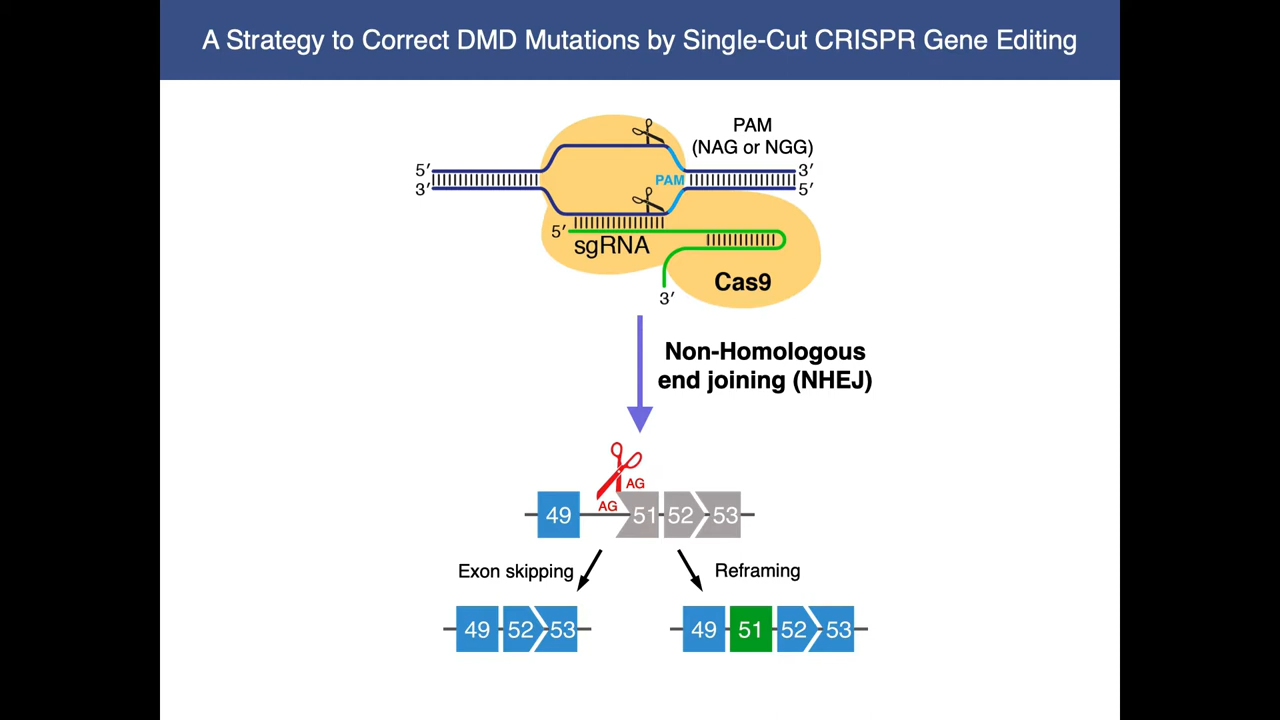 A Strategy to Correct DMD Mutations by Single-Cut CRISPR Gene Editing
PAM
(NAG or NGG)
5′ 3′
PAM
3′ 5′
5′
sgRNA
Cas9
3′
Non-Homologous
end joining (NHEJ)
AG
AG
49 51 52 53
Exon skipping Reframing
49 52 53 49 51 52 53